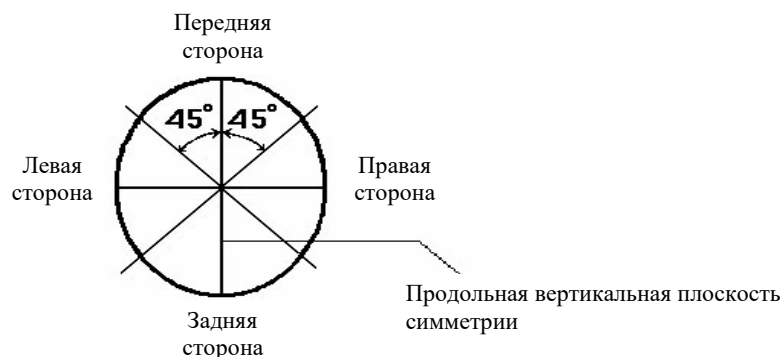 Передняя
сторона
45° 45°
Левая
сторона
Правая
сторона
Продольная вертикальная плоскость
симметрии
Задняя
сторона